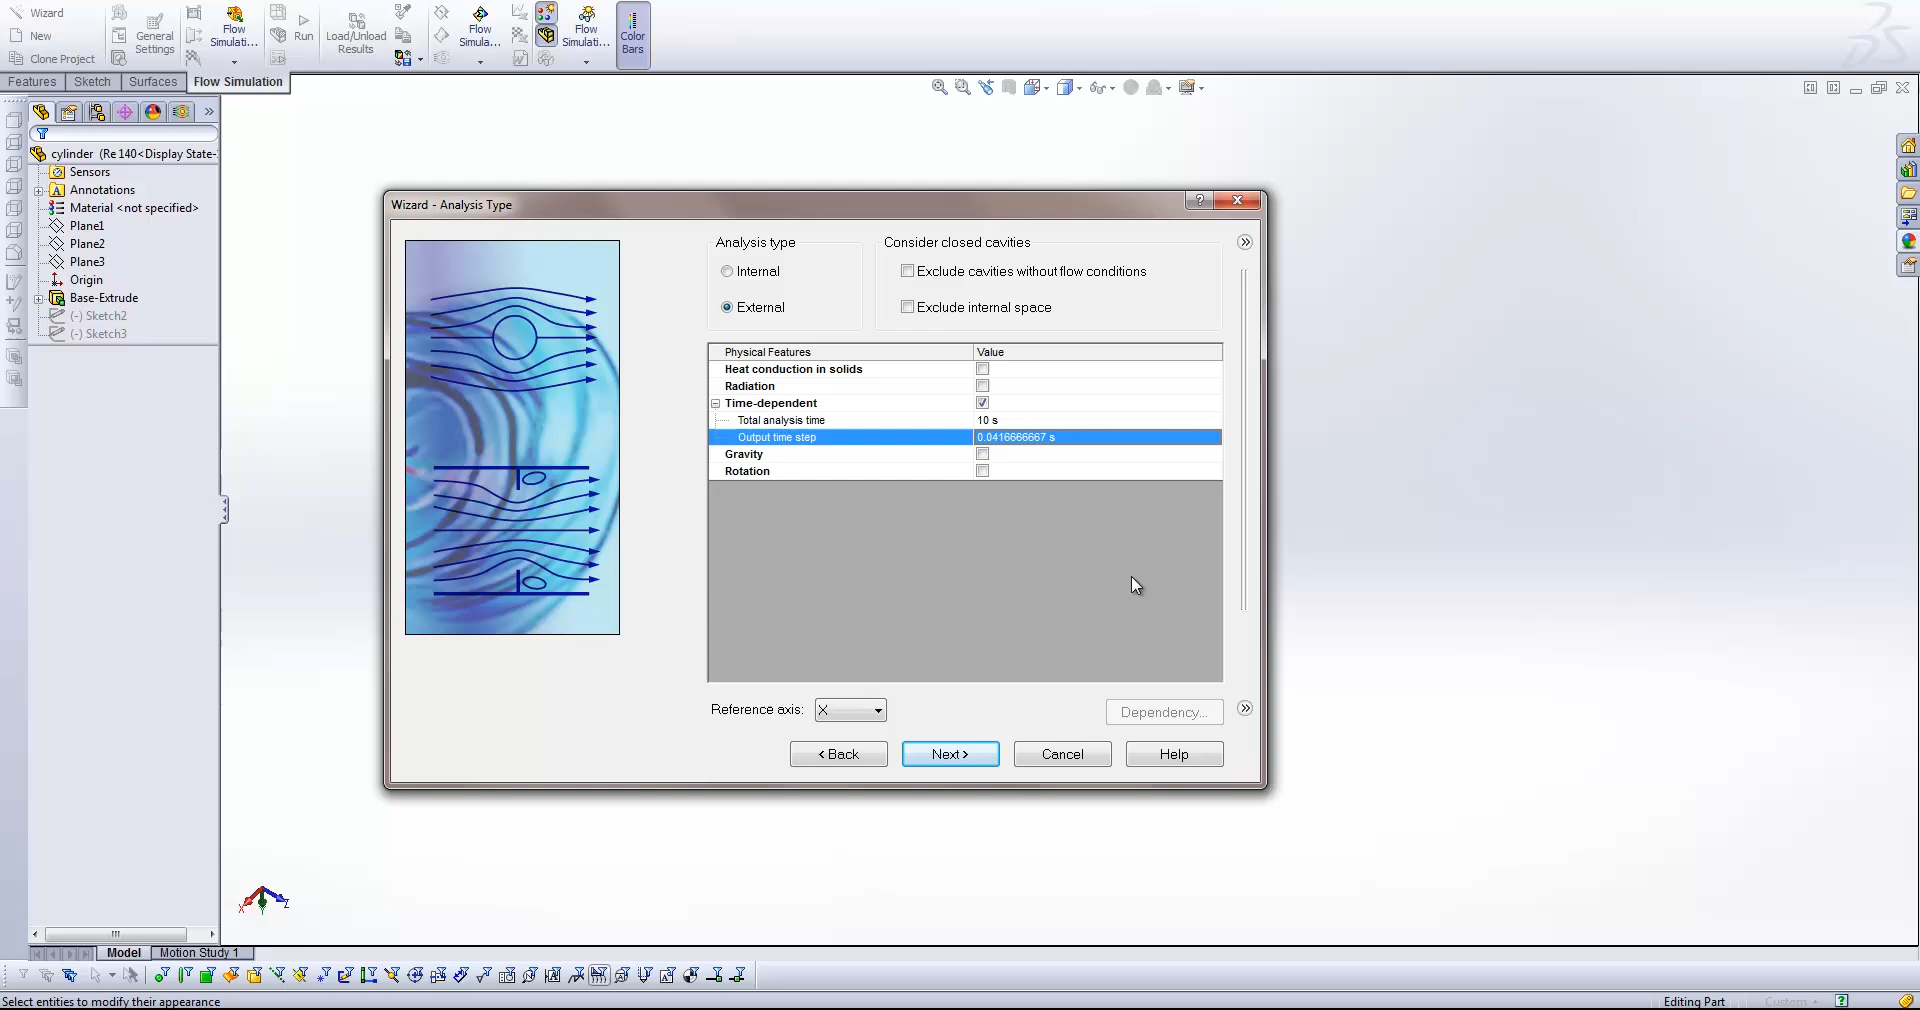 Wizard
New
Clone Project
General
Settings
Flow
Simulati...
Run
Load/Unload
Results
Flow
Simula...
Flow
Simulati...
Color
Bars
Features
Sketch
Surfaces
Flow Simulation
cylinder (Re 140<Display State-
Sensors
Annotations
Material <not specified>
Plane1
Plane2
Plane3
Origin
Base-Extrude
(-) Sketch2
(-) Sketch3
Wizard - Analysis Type
Analysis type
Internal
External
Consider closed cavities
Exclude cavities without flow conditions
Exclude internal space
Physical Features Value
Heat conduction in solids
Radiation
Time-dependent
Total analysis time 10 s
Output time step 0.0416666667 s
Gravity
Rotation
Reference axis: X
Dependency...
< Back
Next >
Cancel
Help
X
Z
Model
Motion Study 1
Select entities to modify their appearance
Editing Part
Custom